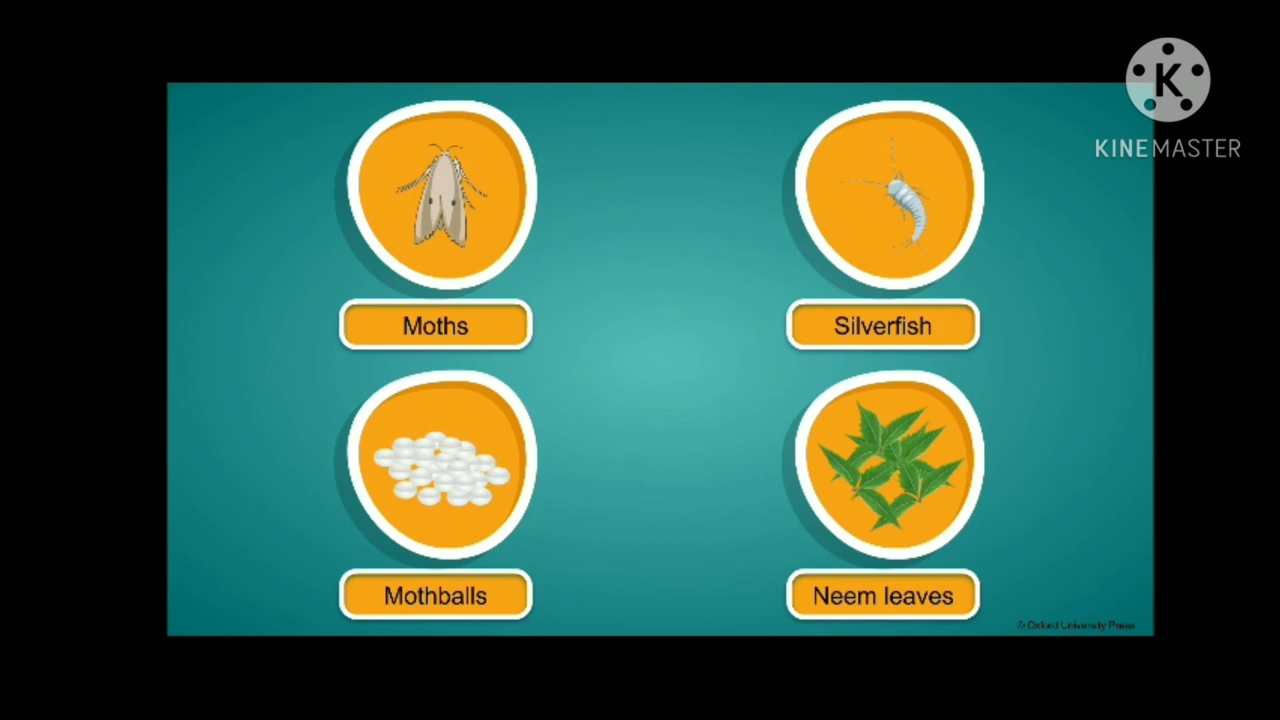 K
KINEMASTER
Moths
Silverfish
Mothballs
Neem leaves
© Oxford University Press